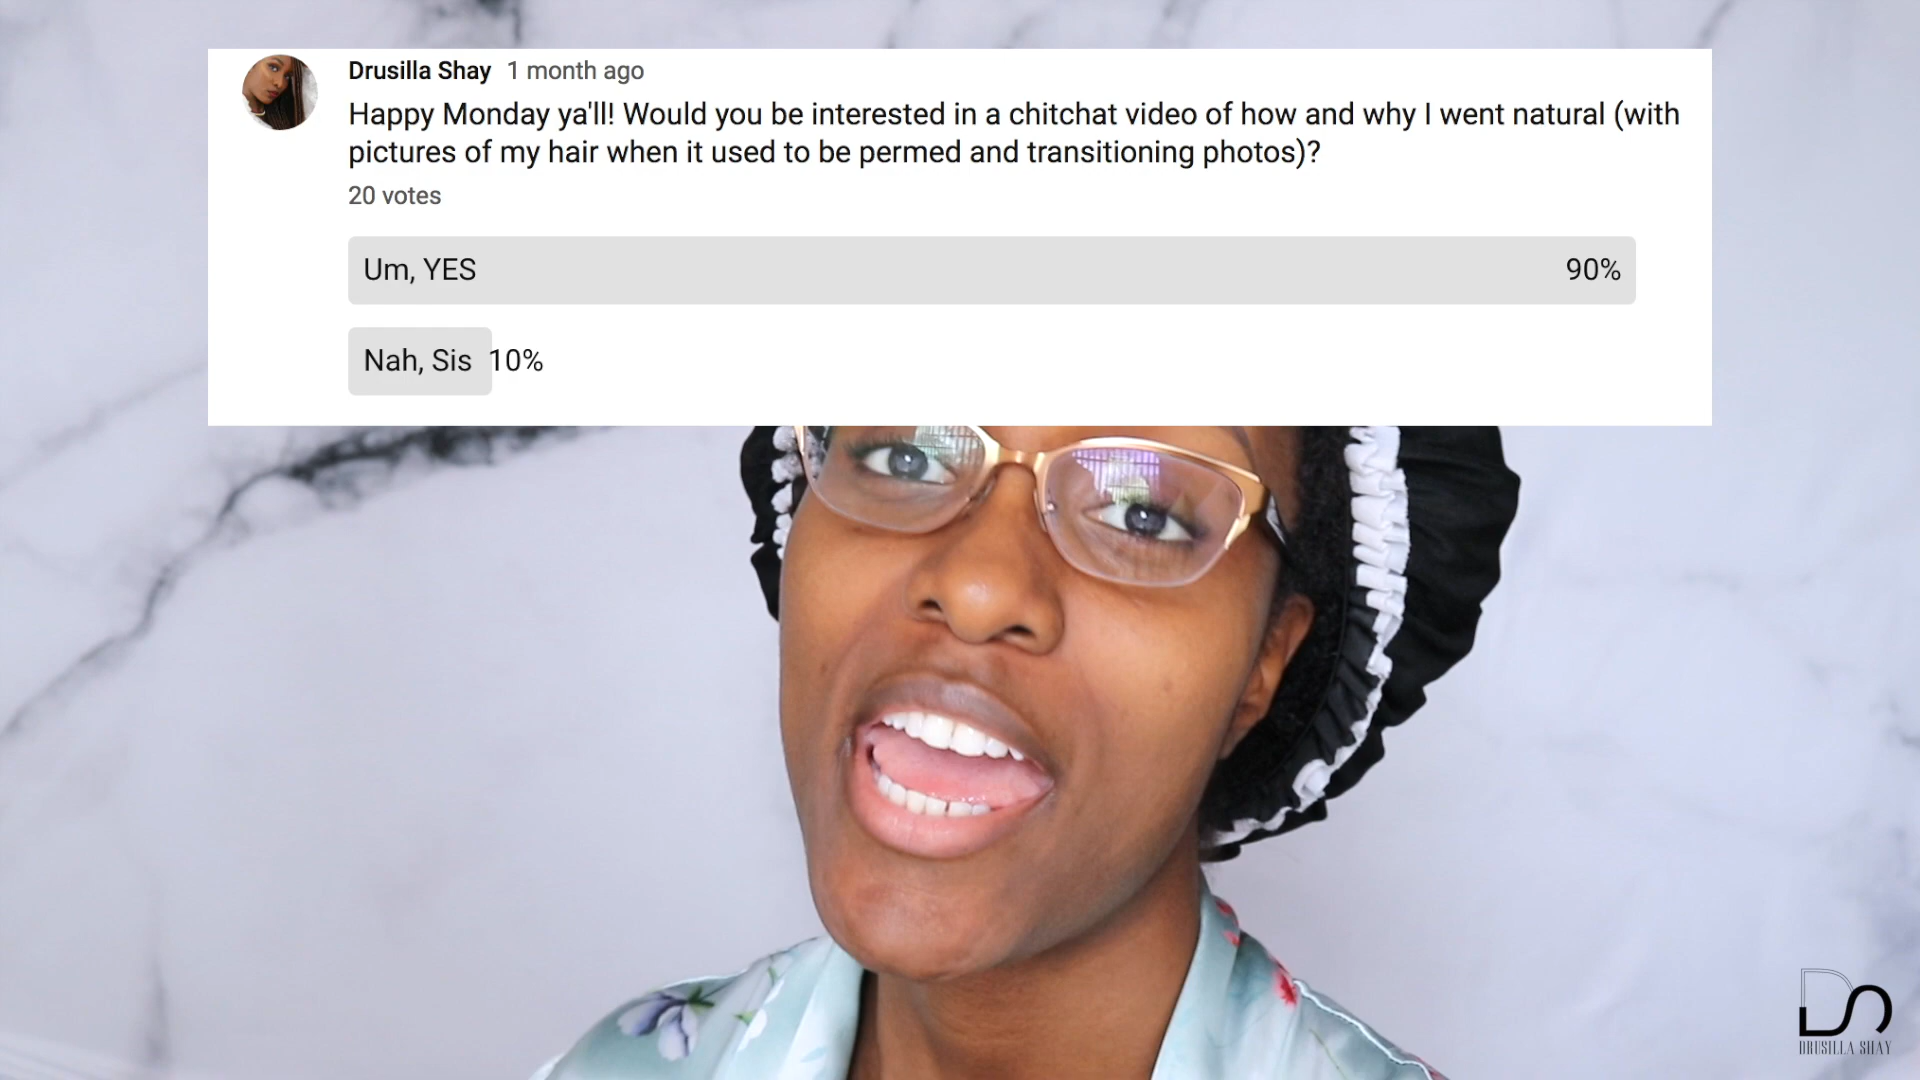 Drusilla Shay 1 month ago
Happy Monday ya'll! Would you be interested in a chitchat video of how and why I went natural (with
pictures of my hair when it used to be permed and transitioning photos)?
20 votes
Um, YES 90%
Nah, Sis 10%
DS
DRUSILLA SHAY